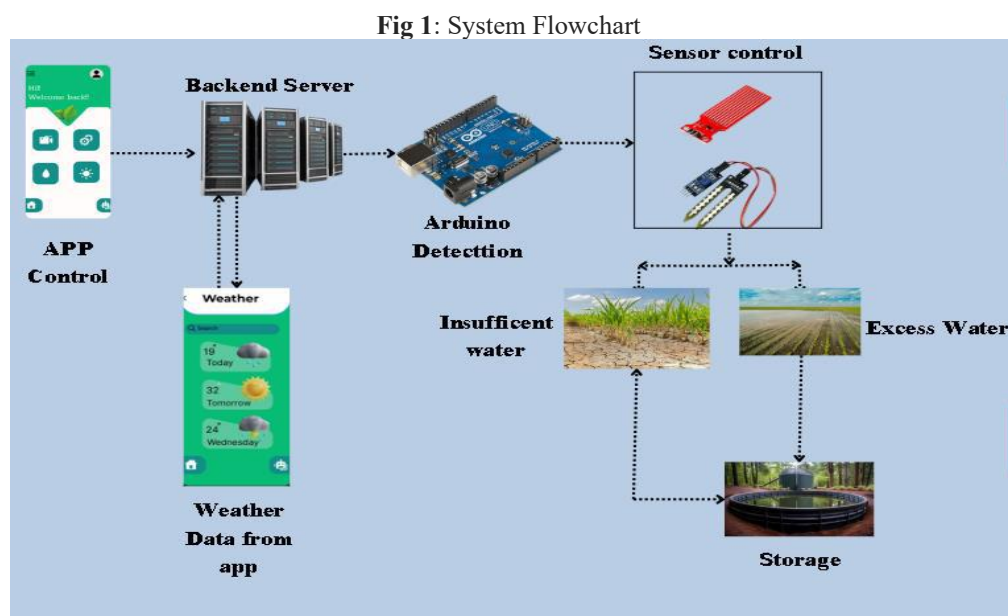 Fig 1: System Flowchart
Sensor control
Backend Server
Hi!
Welcome back!!
APP
Control
Arduino
Detecttion
Weather
Search
19°
Today
32
Tomorrow
24°
Wednesday
Weather
Data from
app
Insufficent
water
Excess Water
Storage